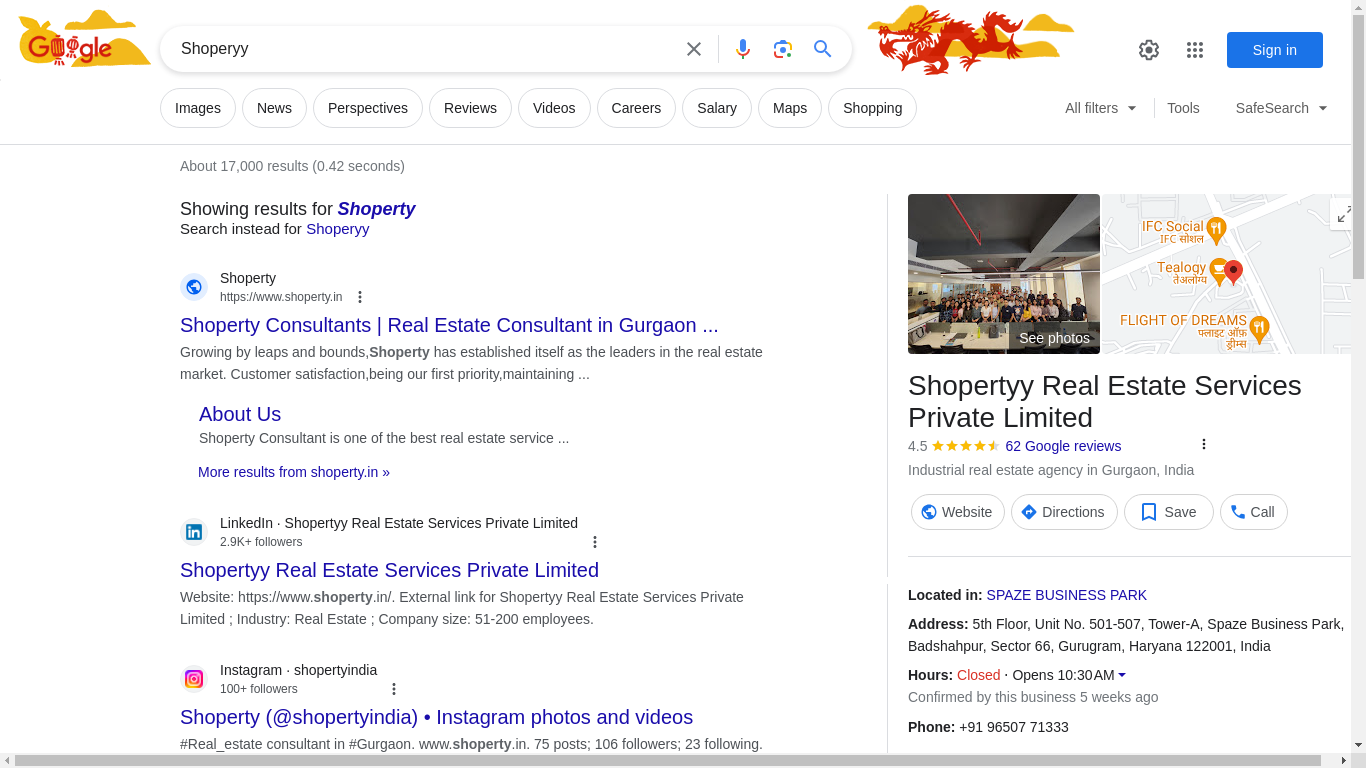 Google
Shoperyy
Sign in
Images
News
Perspectives
Reviews
Videos
Careers
Salary
Maps
Shopping
All filters
Tools
SafeSearch
About 17,000 results (0.42 seconds)
Showing results for Shoperty
Search instead for Shoperyy
Shoperty
https://www.shoperty.in
Shoperty Consultants | Real Estate Consultant in Gurgaon ...
Growing by leaps and bounds,Shoperty has established itself as the leaders in the real estate
market. Customer satisfaction,being our first priority,maintaining ...
About Us
Shoperty Consultant is one of the best real estate service ...
More results from shoperty.in »
LinkedIn · Shopertyy Real Estate Services Private Limited
2.9K+ followers
Shopertyy Real Estate Services Private Limited
Website: https://www.shoperty.in/. External link for Shopertyy Real Estate Services Private
Limited ; Industry: Real Estate ; Company size: 51-200 employees.
Instagram · shopertyindia
100+ followers
Shoperty (@shopertyindia) • Instagram photos and videos
#Real_estate consultant in #Gurgaon. www.shoperty.in. 75 posts; 106 followers; 23 following.
See photos
IFC Social
IFC सोशल
Tealogy
तेअलोग्य
FLIGHT OF DREAMS
फ्लाइट ऑफ़
ड्रीम्स
Shopertyy Real Estate Services
Private Limited
4.5
62 Google reviews
Industrial real estate agency in Gurgaon, India
Website
Directions
Save
Call
Located in: SPAZE BUSINESS PARK
Address: 5th Floor, Unit No. 501-507, Tower-A, Spaze Business Park,
Badshahpur, Sector 66, Gurugram, Haryana 122001, India
Hours: Closed · Opens 10:30 AM
Confirmed by this business 5 weeks ago
Phone: +91 96507 71333